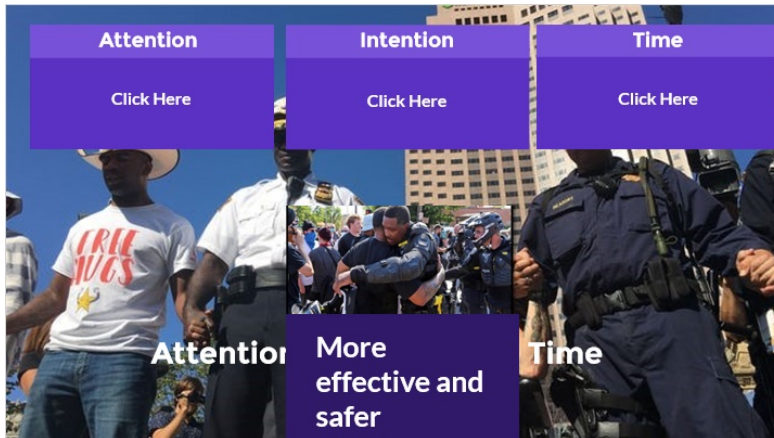 Attention
Intention
Time
Click Here
Click Here
Click Here
FREE
HUGS
Attention
Time
More
effective and
safer